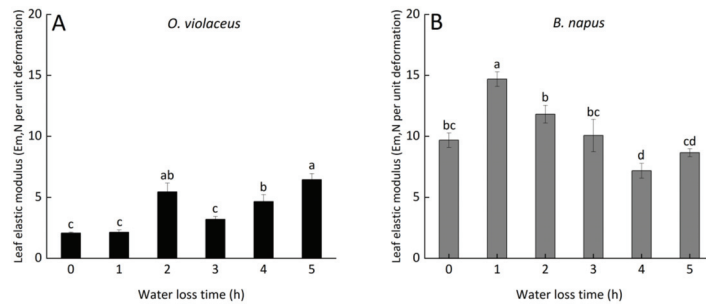 A
O. violaceus
Leaf elastic modulus (Em,N per unit deformation)
20
15
10
5
0
c
c
ab
c
b
a
0 1 2 3 4 5
Water loss time (h)
B
B. napus
Leaf elastic modulus (Em,N per unit deformation)
20
15
10
5
0
bc
a
b
bc
d
cd
0 1 2 3 4 5
Water loss time (h)